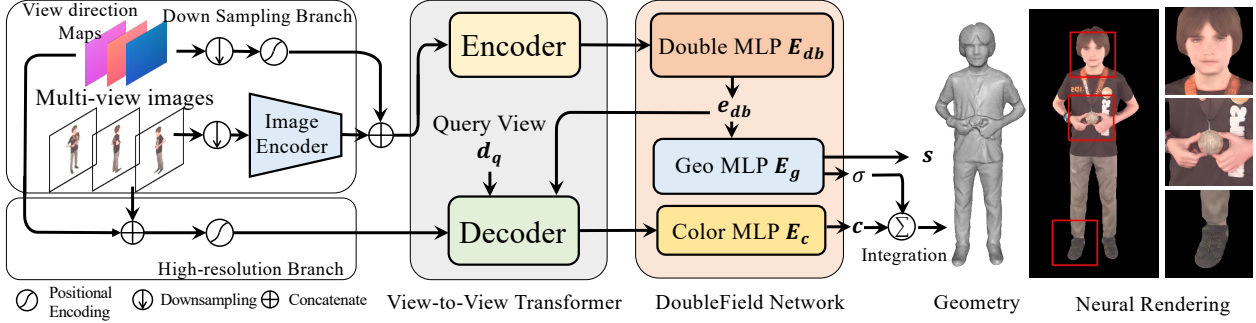 View direction
Maps
Down Sampling Branch
Multi-view images
Image
Encoder
High-resolution Branch
Positional
Encoding
Downsampling
Concatenate
Encoder
Query View
d_q
Decoder
View-to-View Transformer
Double MLP E_db
e_db
Geo MLP E_g
s
σ
Color MLP E_c
c
Σ
Integration
DoubleField Network
Geometry
Neural Rendering